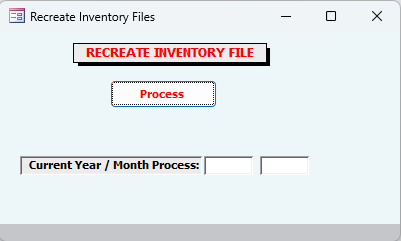 Recreate Inventory Files
RECREATE INVENTORY FILE
Process
Current Year / Month Process: